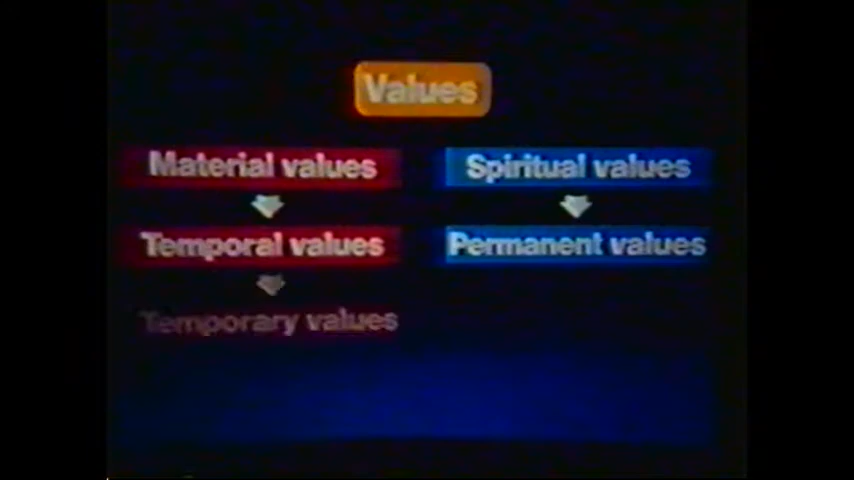 Values
Material values
Spiritual values
Temporal values
Permanent values
Temporary values